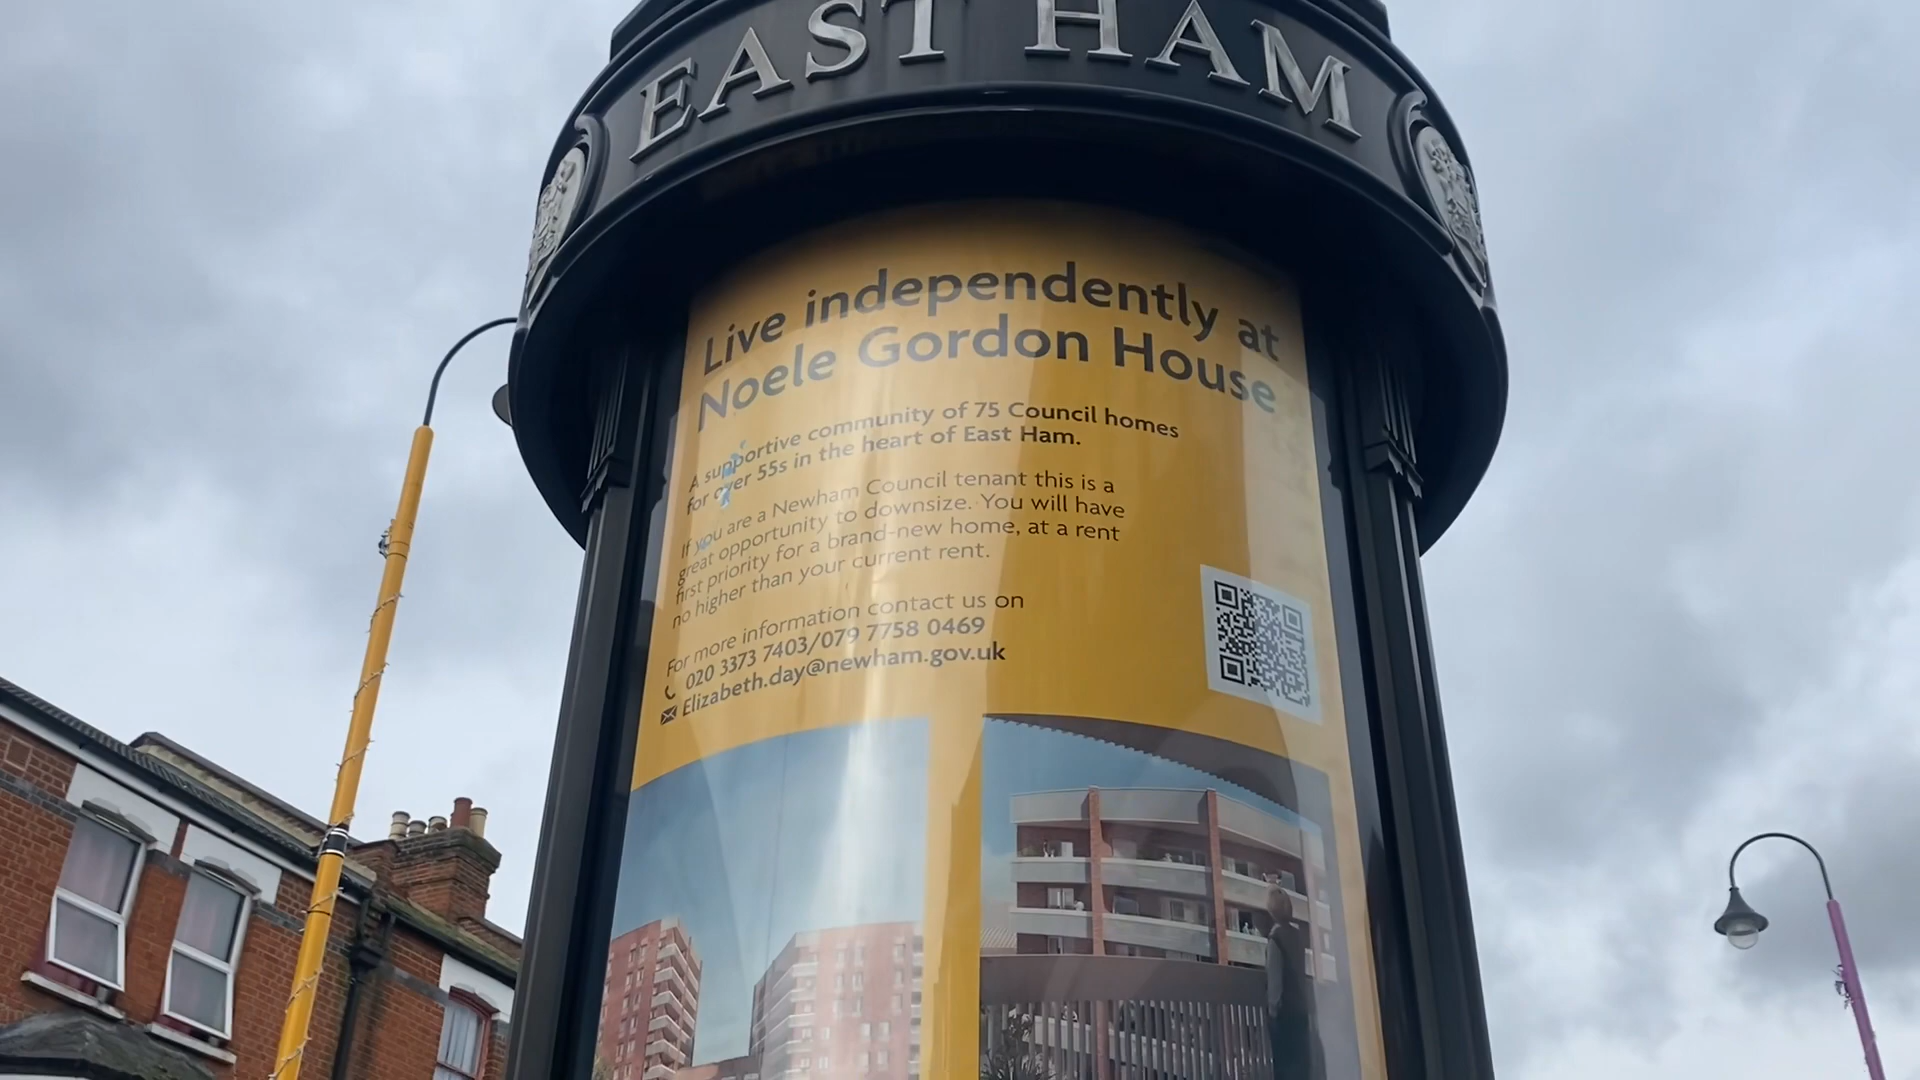 EAST HAM
Live independently at
Noele Gordon House
A supportive community of 75 Council homes
for over 55s in the heart of East Ham.
If you are a Newham Council tenant this is a
great opportunity to downsize. You will have
first priority for a brand-new home, at a rent
no higher than your current rent.
For more information contact us on
020 3373 7403/079 7758 0469
Elizabeth.day@newham.gov.uk